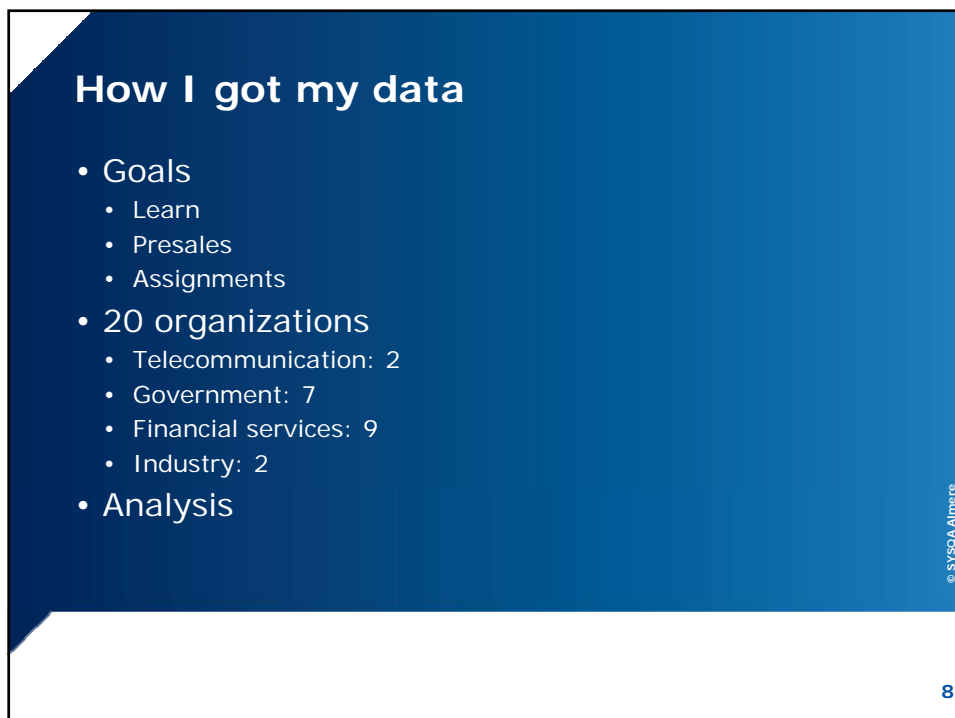 How I got my data
• Goals
• Learn
• Presales
• Assignments
• 20 organizations
• Telecommunication: 2
• Government: 7
• Financial services: 9
• Industry: 2
• Analysis
© SYSQA Almere
8